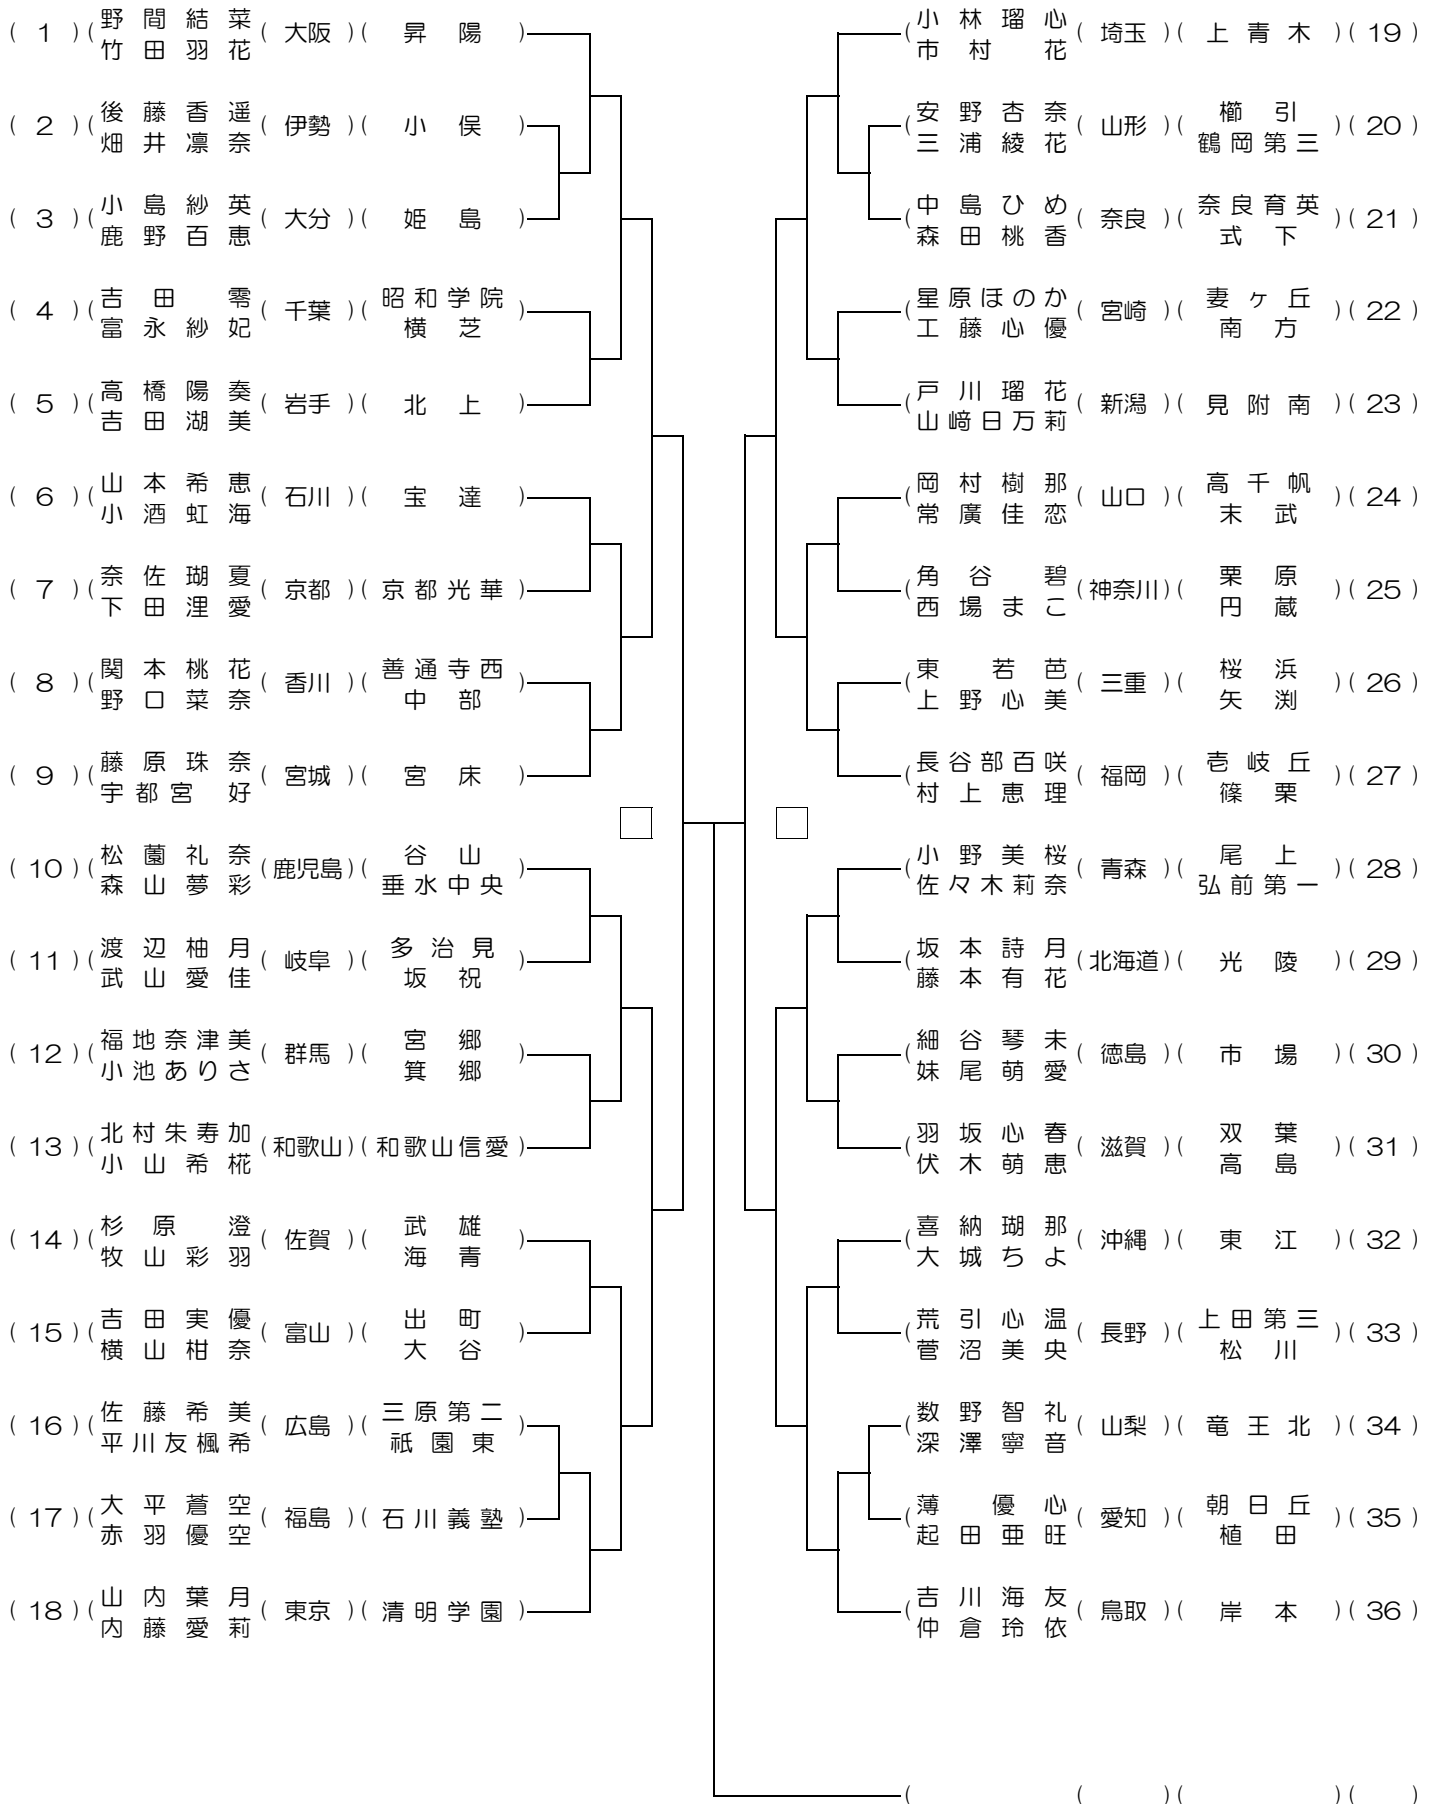 ( 1 )(野間結菜 竹田羽花( 大阪 )( 昇陽 )
( 2 )(後藤香遥 畑井凛奈( 伊勢 )( 小俣 )
( 3 )(小島紗英 鹿野百恵( 大分 )( 姫島 )
( 4 )(吉田零 富永紗妃( 千葉 )( 昭和学院 横芝 )
( 5 )(高橋陽奏 吉田湖美( 岩手 )( 北上 )
( 6 )(山本希恵 小酒虹海( 石川 )( 宝達 )
( 7 )(奈佐瑚夏 下田浬愛( 京都 )( 京都光華 )
( 8 )(関本桃花 野口菜奈( 香川 )( 善通寺西 中部 )
( 9 )(藤原珠奈 宇都宮好( 宮城 )( 宮床 )
( 10 )(松薗礼奈 森山夢彩(鹿児島)( 谷山 垂水中央 )
( 11 )(渡辺柚月 武山愛佳( 岐阜 )( 多治見 坂祝 )
( 12 )(福地奈津美 小池ありさ( 群馬 )( 宮郷 箕郷 )
( 13 )(北村朱寿加 小山希椛(和歌山)( 和歌山信愛 )
( 14 )(杉原澄 牧山彩羽( 佐賀 )( 武雄 海青 )
( 15 )(吉田実優 横山柑奈( 富山 )( 出町 大谷 )
( 16 )(佐藤希美 平川友楓希( 広島 )( 三原第二 祇園東 )
( 17 )(大平蒼空 赤羽優空( 福島 )( 石川義塾 )
( 18 )(山内葉月 内藤愛莉( 東京 )( 清明学園 )
(小林瑠心 市村花( 埼玉 )( 上青木 )( 19 )
(安野杏奈 三浦綾花( 山形 )( 櫛引 鶴岡第三 )( 20 )
(中島ひめ 森田桃香( 奈良 )( 奈良育英 式下 )( 21 )
(星原ほのか 工藤心優( 宮崎 )( 妻ヶ丘 南方 )( 22 )
(戸川瑠花 山﨑日万莉( 新潟 )( 見附南 )( 23 )
(岡村樹那 常廣佳恋( 山口 )( 高千帆 末武 )( 24 )
(角谷碧 西場まこ(神奈川)( 栗原 円蔵 )( 25 )
(東若芭 上野心美( 三重 )( 桜浜 矢渕 )( 26 )
(長谷部百咲 村上恵理( 福岡 )( 壱岐丘 篠栗 )( 27 )
(小野美桜 佐々木莉奈( 青森 )( 尾上 弘前第一 )( 28 )
(坂本詩月 藤本有花(北海道)( 光陵 )( 29 )
(細谷琴未 妹尾萌愛( 徳島 )( 市場 )( 30 )
(羽坂心春 伏木萌恵( 滋賀 )( 双葉 高島 )( 31 )
(喜納瑚那 大城ちよ( 沖縄 )( 東江 )( 32 )
(荒引心温 菅沼美央( 長野 )( 上田第三 松川 )( 33 )
(数野智礼 深澤寧音( 山梨 )( 竜王北 )( 34 )
(薄優心 起田亜旺( 愛知 )( 朝日丘 植田 )( 35 )
(吉川海友 仲倉玲依( 鳥取 )( 岸本 )( 36 )
( ( )( )( )